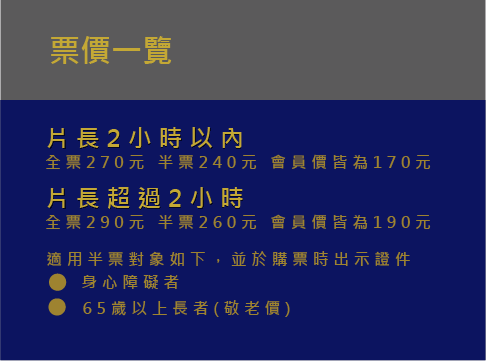 票價一覽
片長2小時以內
全票270元 半票240元 會員價皆為170元
片長超過2小時
全票290元 半票260元 會員價皆為190元
適用半票對象如下，並於購票時出示證件
● 身心障礙者
● 65歲以上長者(敬老價)